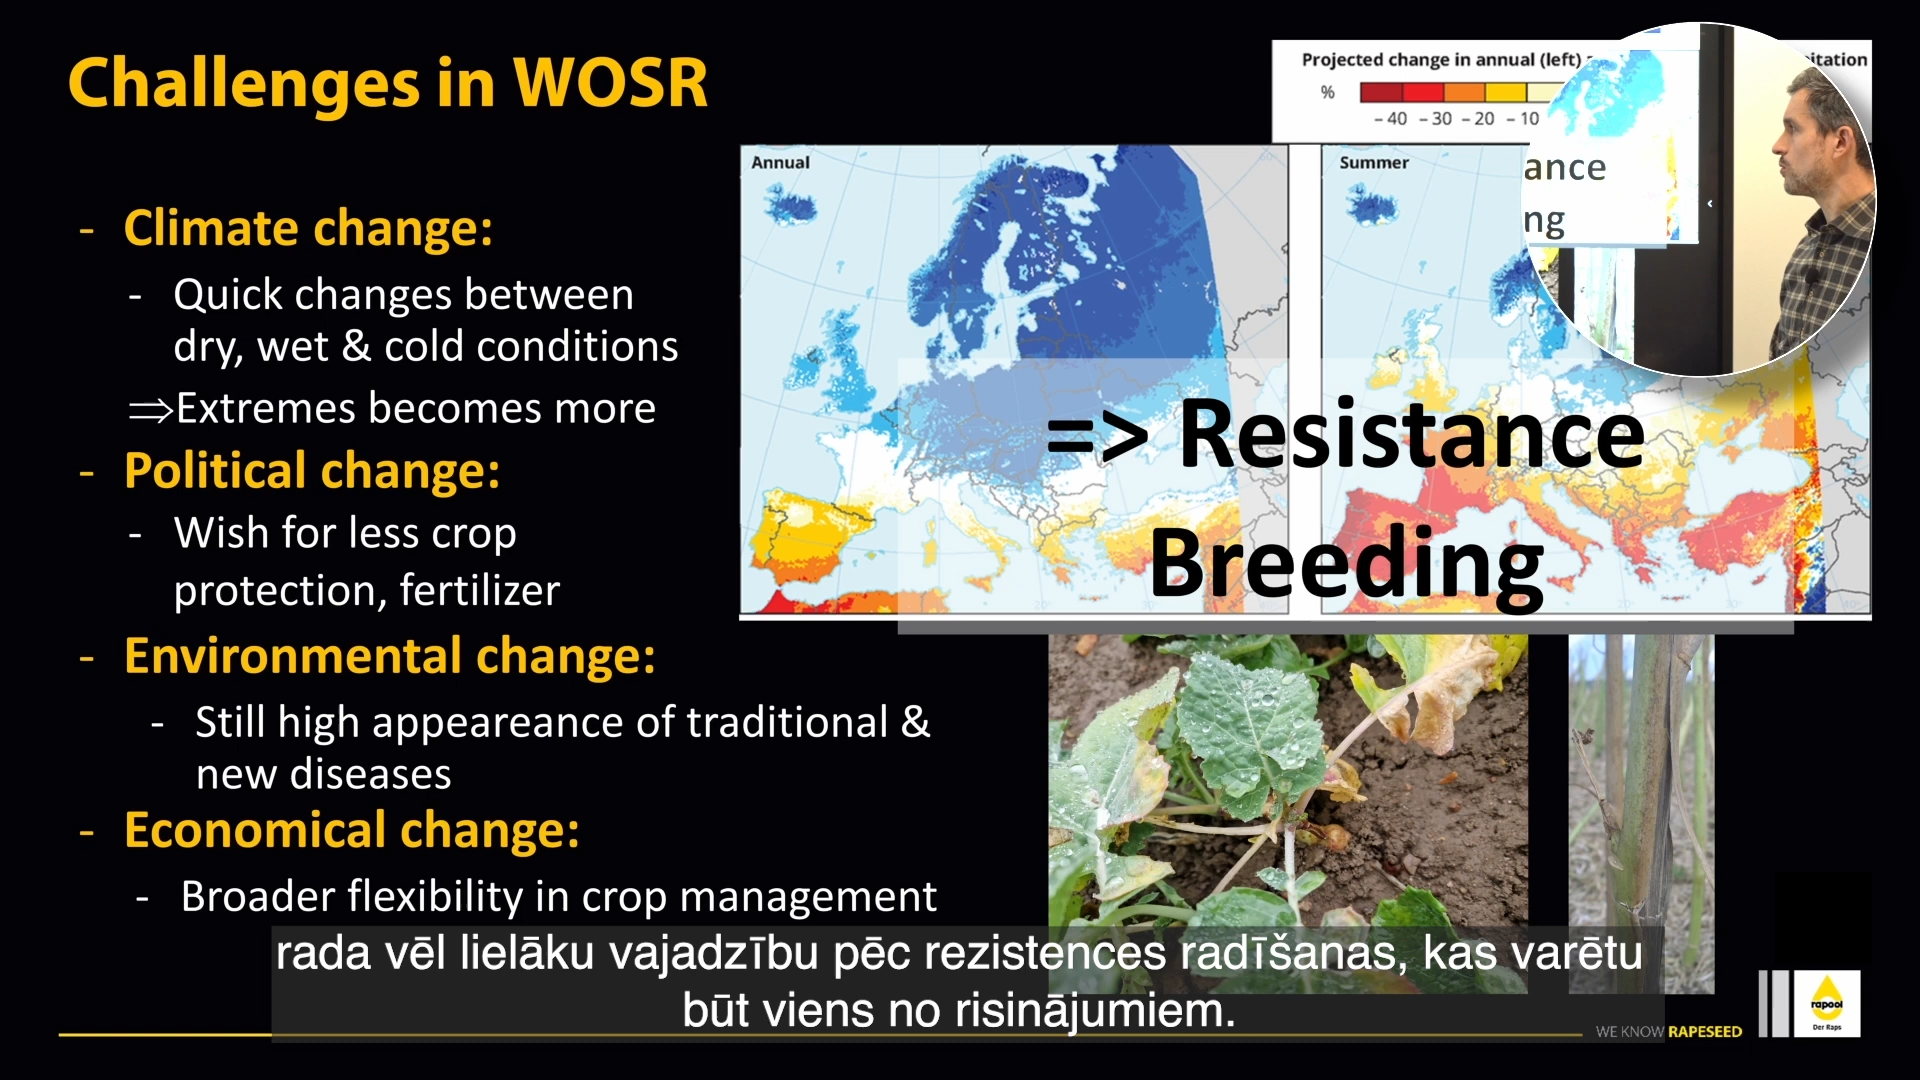 Challenges in WOSR
- Climate change:
- Quick changes between
dry, wet & cold conditions
⇒Extremes becomes more
- Political change:
- Wish for less crop
protection, fertilizer
- Environmental change:
- Still high appeareance of traditional &
new diseases
- Economical change:
- Broader flexibility in crop management
Projected change in annual (left)
itation
%
– 40 – 30 – 20 – 10
Annual
Summer
ance
ng
=> Resistance
Breeding
rada vēl lielāku vajadzību pēc rezistences radīšanas, kas varētu
būt viens no risinājumiem.
WE KNOW RAPESEED
rapool
Der Raps